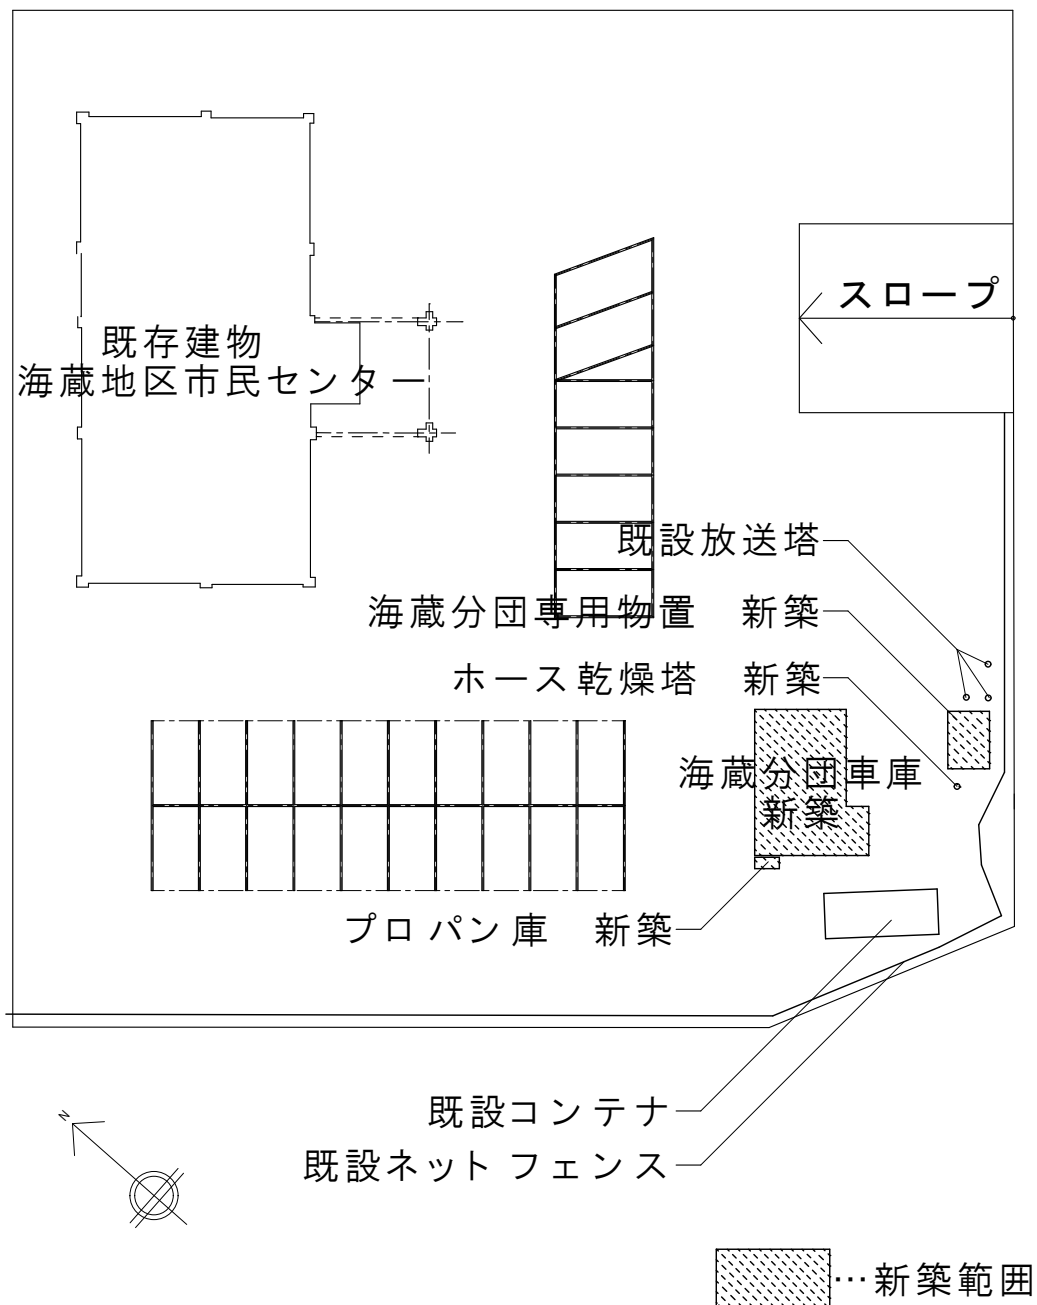 スロープ
既存建物
海蔵地区市民センター
既設放送塔
海蔵分団専用物置　新築
ホース乾燥塔　新築
海蔵分団車庫
新築
プロパン庫　新築
既設コンテナ
既設ネットフェンス
N
…新築範囲